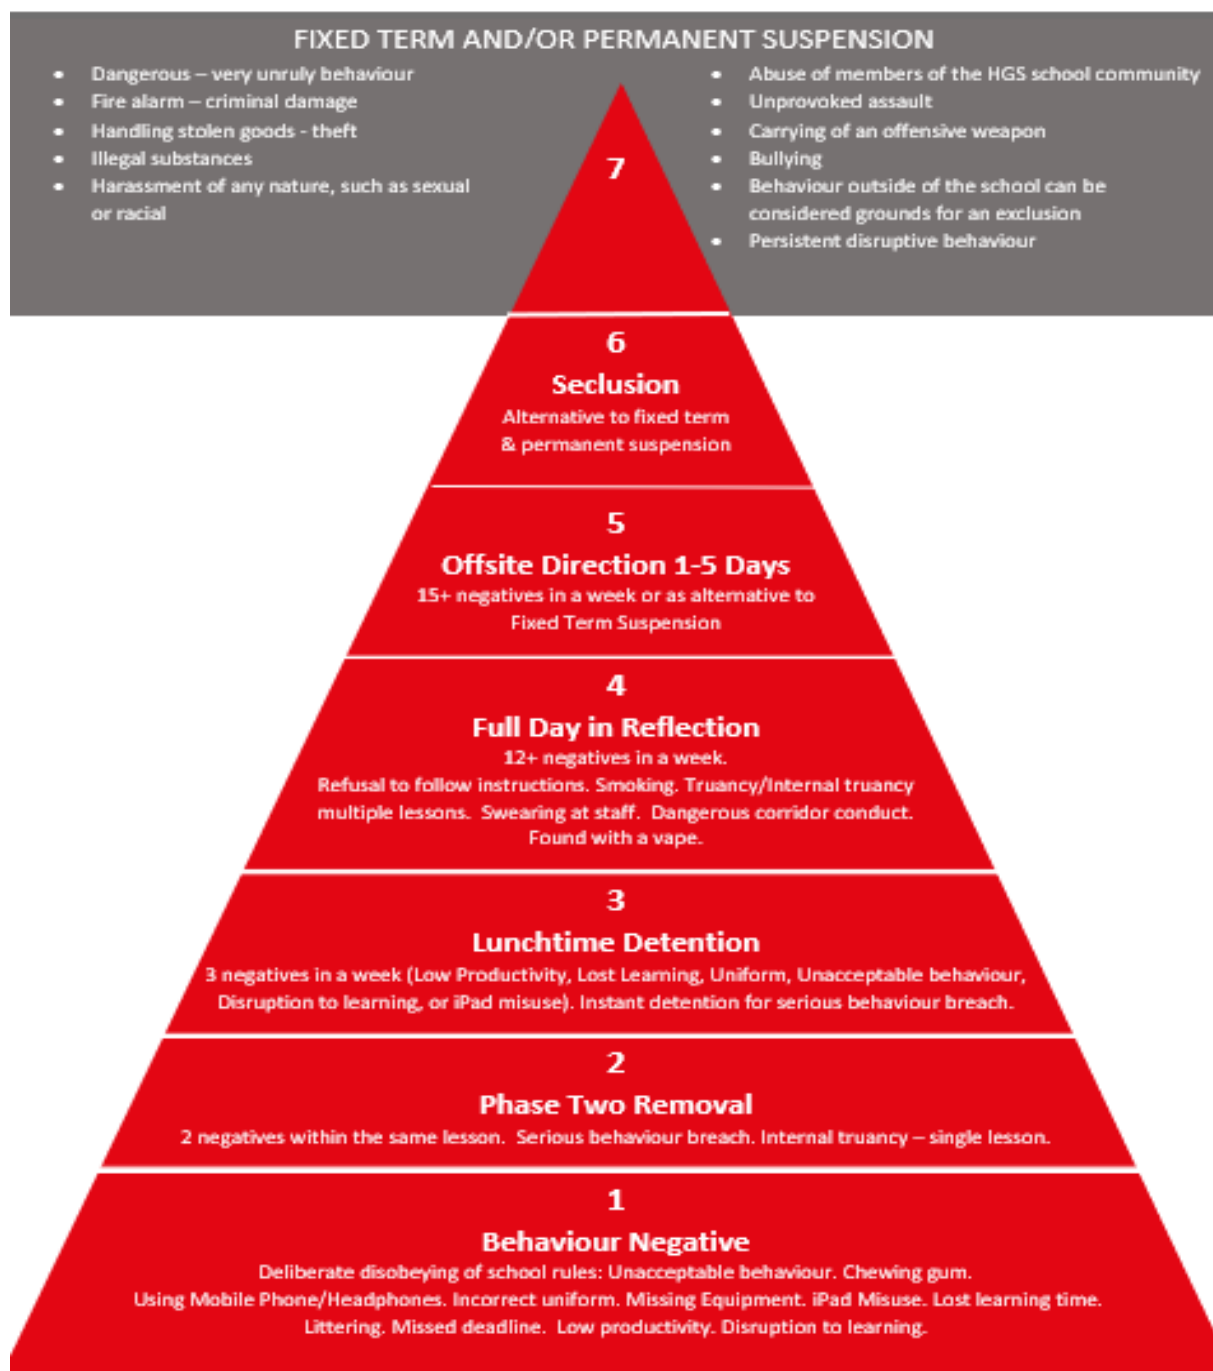 FIXED TERM AND/OR PERMANENT SUSPENSION
• Dangerous – very unruly behaviour
• Fire alarm – criminal damage
• Handling stolen goods - theft
• Illegal substances
• Harassment of any nature, such as sexual
or racial
• Abuse of members of the HGS school community
• Unprovoked assault
• Carrying of an offensive weapon
• Bullying
• Behaviour outside of the school can be
considered grounds for an exclusion
• Persistent disruptive behaviour
7
6
Seclusion
Alternative to fixed term
& permanent suspension
5
Offsite Direction 1-5 Days
15+ negatives in a week or as alternative to
Fixed Term Suspension
4
Full Day in Reflection
12+ negatives in a week.
Refusal to follow instructions. Smoking. Truancy/Internal truancy
multiple lessons. Swearing at staff. Dangerous corridor conduct.
Found with a vape.
3
Lunchtime Detention
3 negatives in a week (Low Productivity, Lost Learning, Uniform, Unacceptable behaviour,
Disruption to learning, or iPad misuse). Instant detention for serious behaviour breach.
2
Phase Two Removal
2 negatives within the same lesson. Serious behaviour breach. Internal truancy – single lesson.
1
Behaviour Negative
Deliberate disobeying of school rules: Unacceptable behaviour. Chewing gum.
Using Mobile Phone/Headphones. Incorrect uniform. Missing Equipment. iPad Misuse. Lost learning time.
Littering. Missed deadline. Low productivity. Disruption to learning.